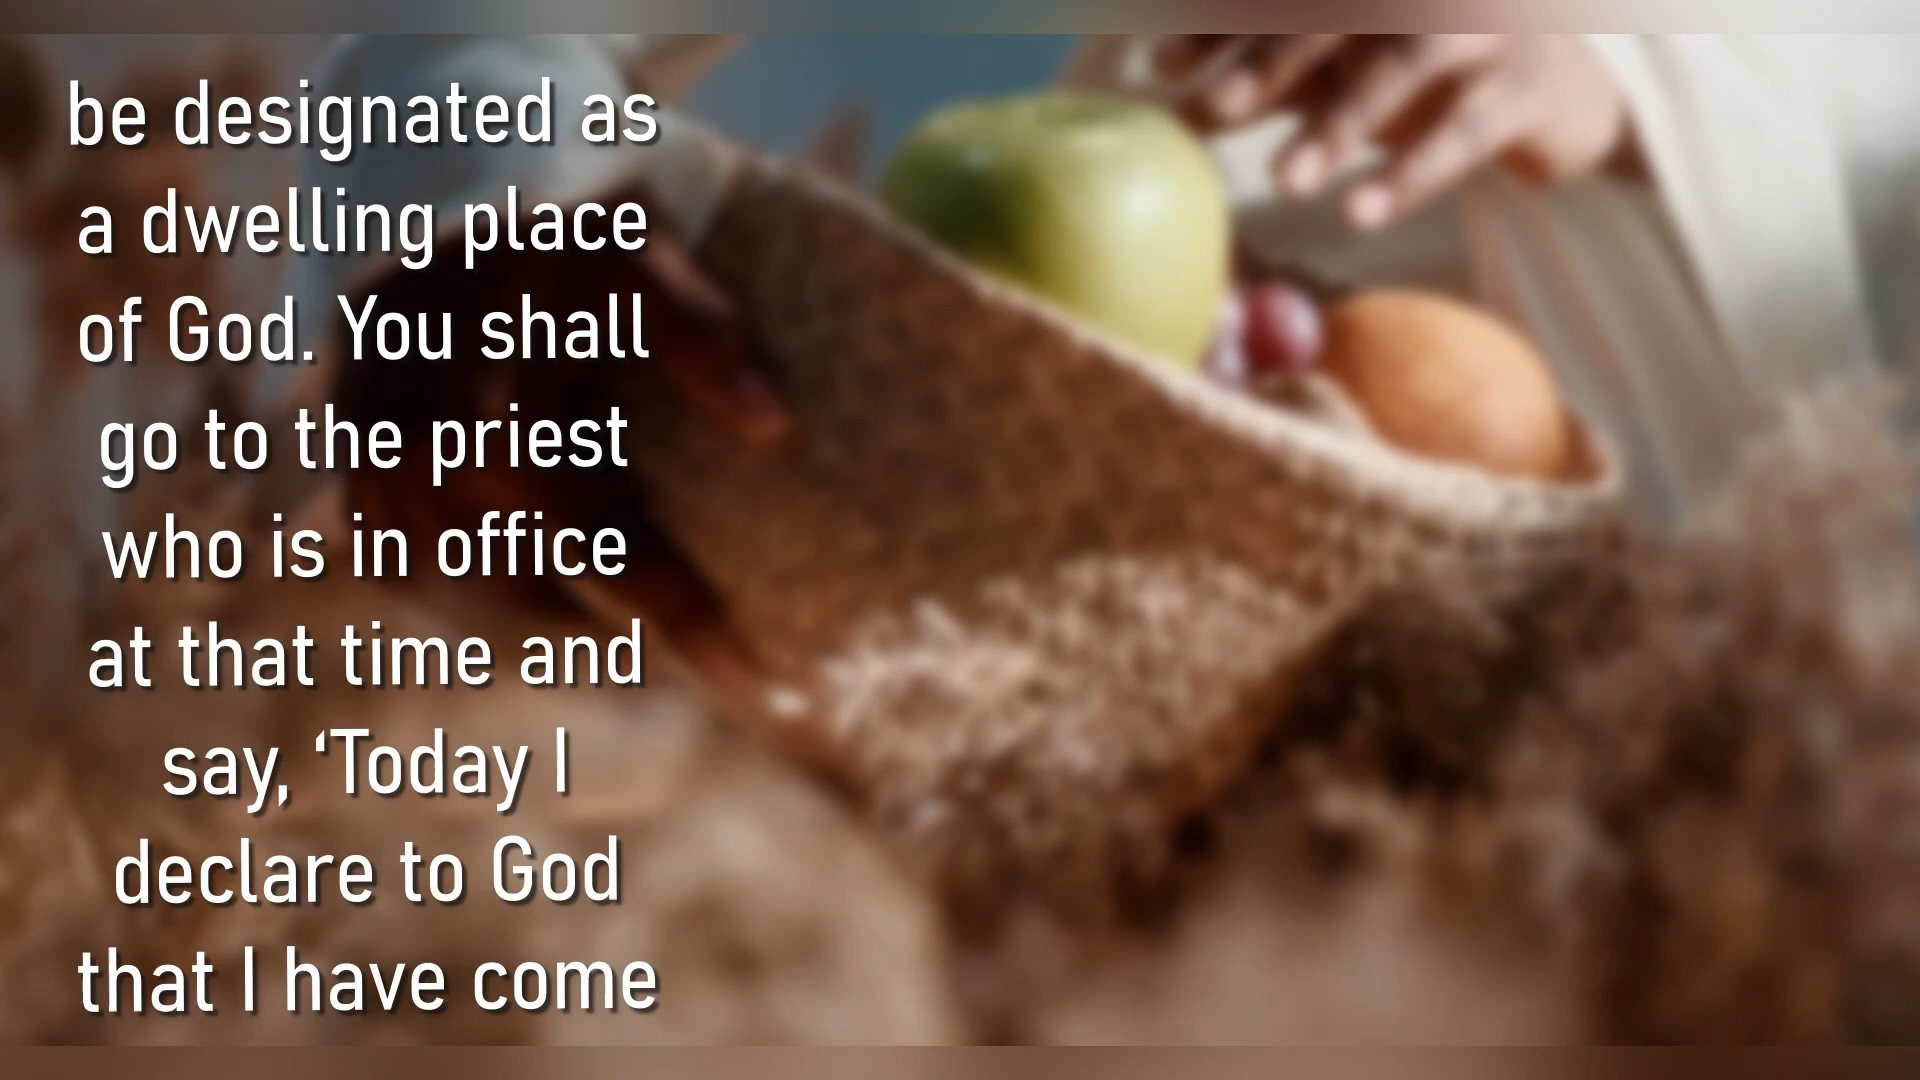 be designated as
a dwelling place
of God. You shall
go to the priest
who is in office
at that time and
say, ‘Today I
declare to God
that I have come